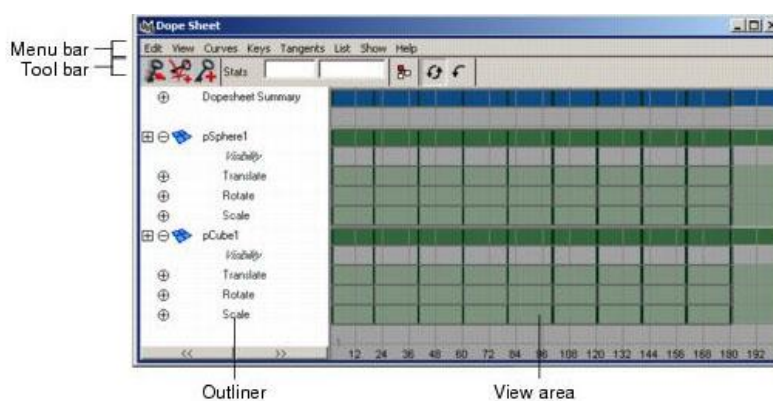 Dope Sheet
Menu bar
Edit View Curves Keys Tangents List Show Help
Tool bar
Stats
Dopesheet Summary
pSphere1
Visibility
Translate
Rotate
Scale
pCube1
Visibility
Translate
Rotate
Scale
<< >>
12 24 36 48 60 72 84 96 108 120 132 144 156 168 180 192
Outliner View area